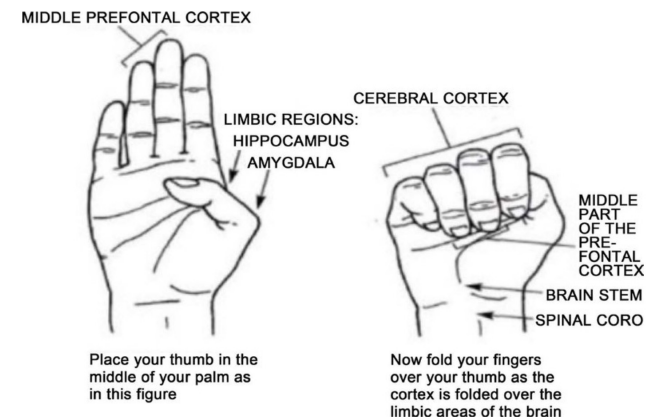 MIDDLE PREFONTAL CORTEX
LIMBIC REGIONS:
HIPPOCAMPUS
AMYGDALA
Place your thumb in the
middle of your palm as
in this figure
CEREBRAL CORTEX
MIDDLE
PART
OF THE
PRE-
FONTAL
CORTEX
BRAIN STEM
SPINAL CORO
Now fold your fingers
over your thumb as the
cortex is folded over the
limbic areas of the brain